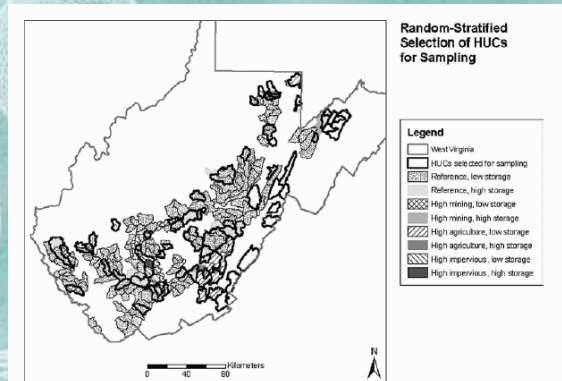 Random-Stratified
Selection of HUCs
for Sampling
Legend
West Virginia
HUCs selected for sampling
Reference, low storage
Reference, high storage
High mining, low storage
High mining, high storage
High agriculture, low storage
High agriculture, high storage
High impervious, low storage
High impervious, high storage
Kilometers
0 40 80
N